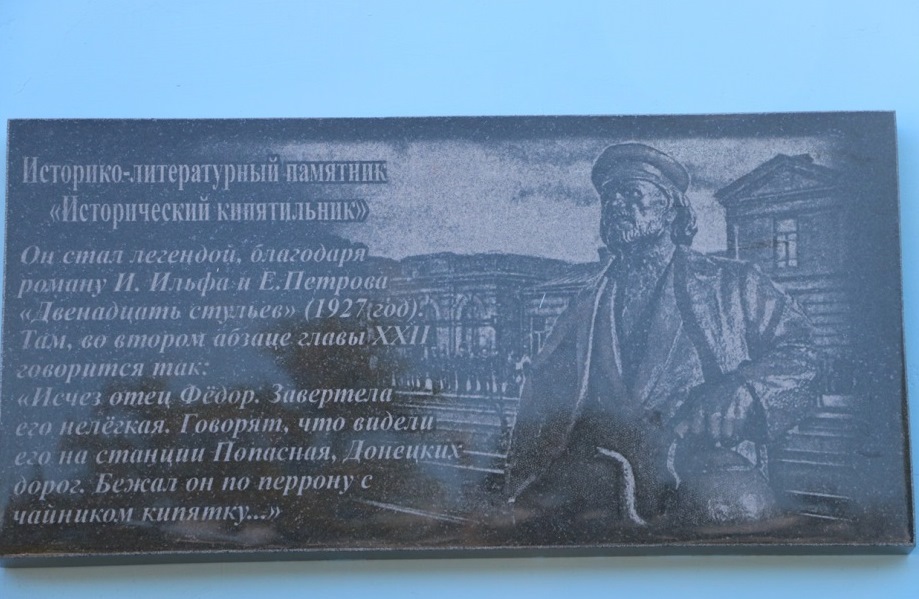 Историко-литературный памятник
«Исторический кипятильник»
Он стал легендой, благодаря
роману И. Ильфа и Е.Петрова
«Двенадцать стульев» (1927 год).
Там, во втором абзаце главы XXII
говорится так:
«Исчез отец Фёдор. Завертела
его нелёгкая. Говорят, что видели
его на станции Попасная, Донецких
дорог. Бежал он по перрону с
чайником кипятку...»